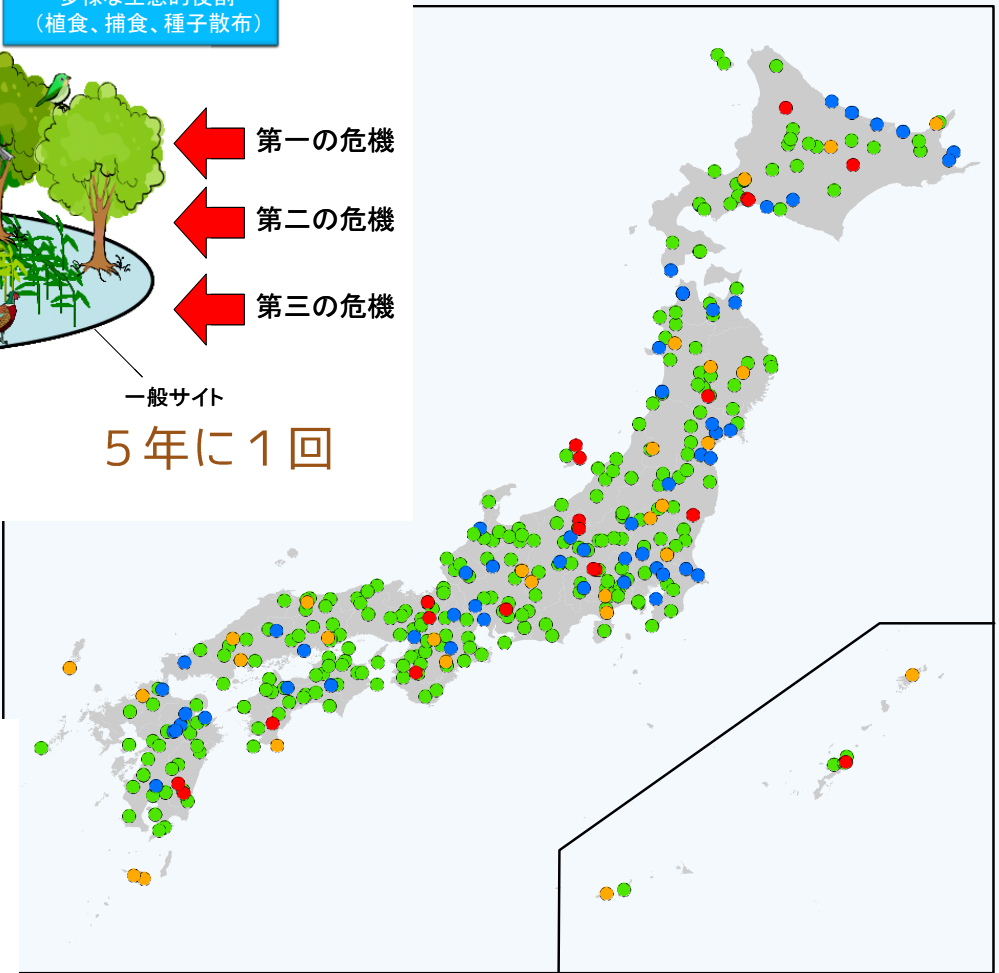 （植食、捕食、種子散布）
第一の危機
第二の危機
第三の危機
一般サイト
５年に１回